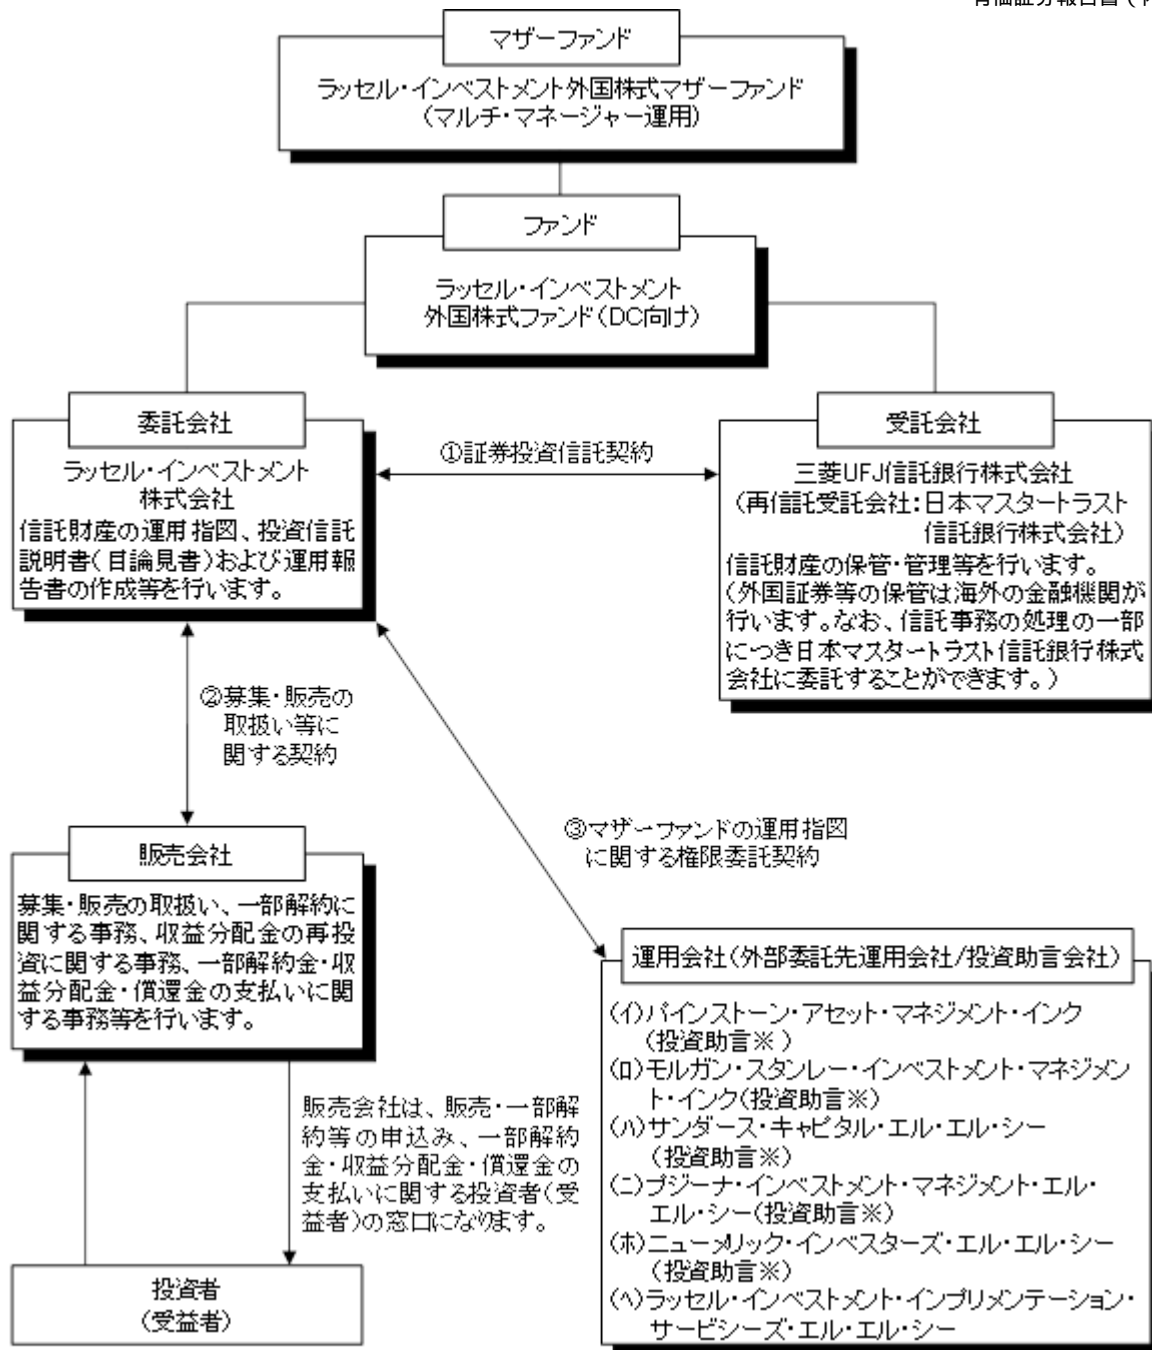 マザーファンド
ラッセル・インベストメント外国株式マザーファンド
(マルチ・マネージャー運用)
ファンド
ラッセル・インベストメント
外国株式ファンド(DC向け)
委託会社
ラッセル・インベストメント
株式会社
信託財産の運用指図、投資信託
説明書(目論見書)および運用報
告書の作成等を行います。
①証券投資信託契約
受託会社
三菱UFJ信託銀行株式会社
(再信託受託会社:日本マスタートラスト
信託銀行株式会社)
信託財産の保管・管理等を行います。
(外国証券等の保管は海外の金融機関が
行います。なお、信託事務の処理の一部
につき日本マスタートラスト信託銀行株式
会社に委託することができます。)
②募集・販売の
取扱い等に
関する契約
③マザーファンドの運用指図
に関する権限委託契約
販売会社
募集・販売の取扱い、一部解約に
関する事務、収益分配金の再投
資に関する事務、一部解約金・収
益分配金・償還金の支払いに関
する事務等を行います。
販売会社は、販売・一部解
約等の申込み、一部解約
金・収益分配金・償還金の
支払いに関する投資者(受
益者)の窓口になります。
投資者
(受益者)
運用会社(外部委託先運用会社/投資助言会社)
(イ)パインストーン・アセット・マネジメント・インク
(投資助言※)
(ロ)モルガン・スタンレー・インベストメント・マネジメン
ト・インク(投資助言※)
(ハ)サンダース・キャピタル・エル・エル・シー
(投資助言※)
(ニ)プジーナ・インベストメント・マネジメント・エル・
エル・シー(投資助言※)
(ホ)ニューメリック・インベスターズ・エル・エル・シー
(投資助言※)
(ヘ)ラッセル・インベストメント・インプリメンテーション・
サービシーズ・エル・エル・シー